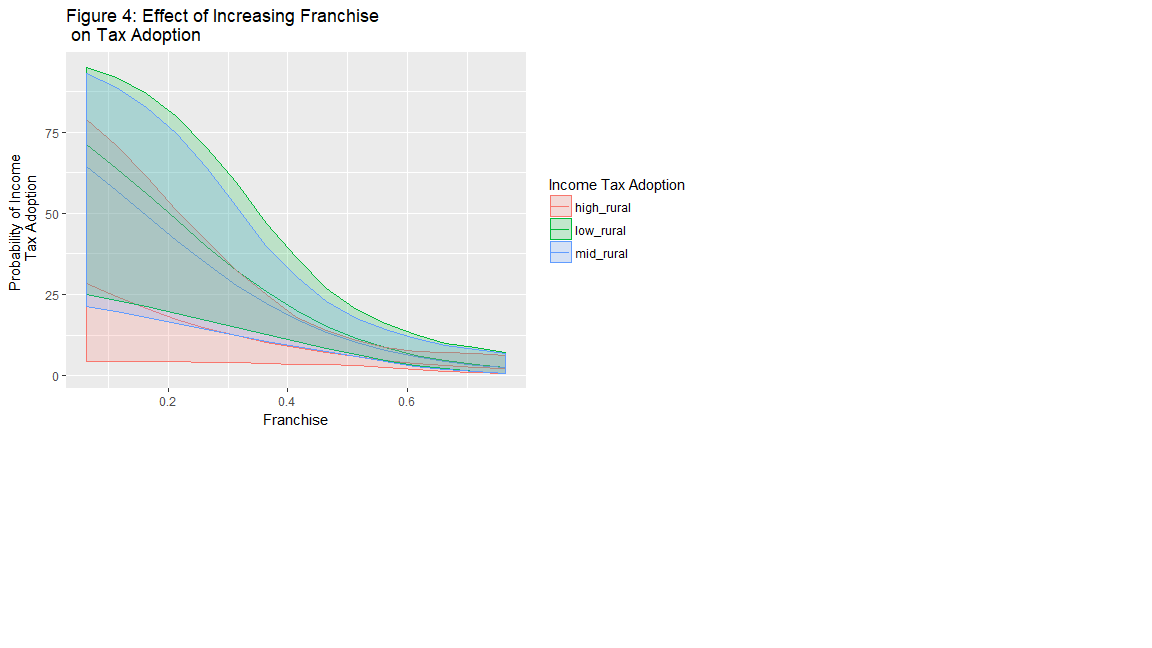 Figure 4: Effect of Increasing Franchise
on Tax Adoption
Probability of Income
Tax Adoption
75
50
25
0
0.2
0.4
0.6
Franchise
Income Tax Adoption
high_rural
low_rural
mid_rural